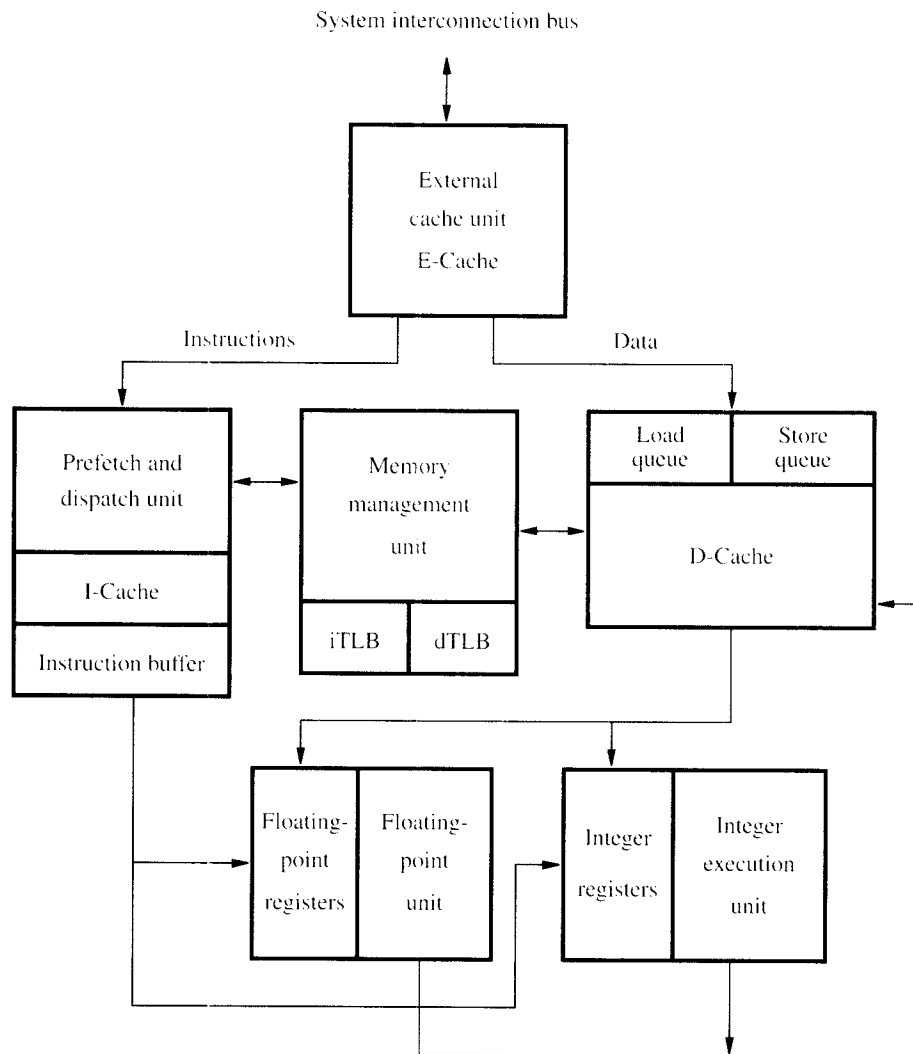 System interconnection bus
External
cache unit
E-Cache
Instructions
Data
Prefetch and
dispatch unit
I-Cache
Instruction buffer
Memory
management
unit
iTLB
dTLB
Load
queue
Store
queue
D-Cache
Floating-
point
registers
Floating-
point
unit
Integer
registers
Integer
execution
unit